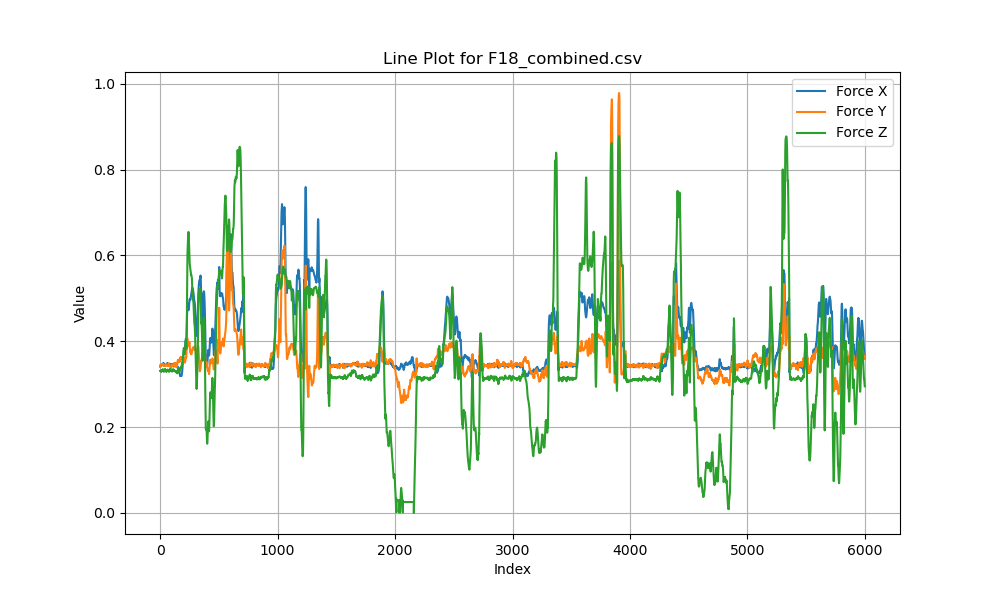 Line Plot for F18_combined.csv
Force X
Force Y
Force Z
Value
1.0
0.8
0.6
0.4
0.2
0.0
0 1000 2000 3000 4000 5000 6000
Index